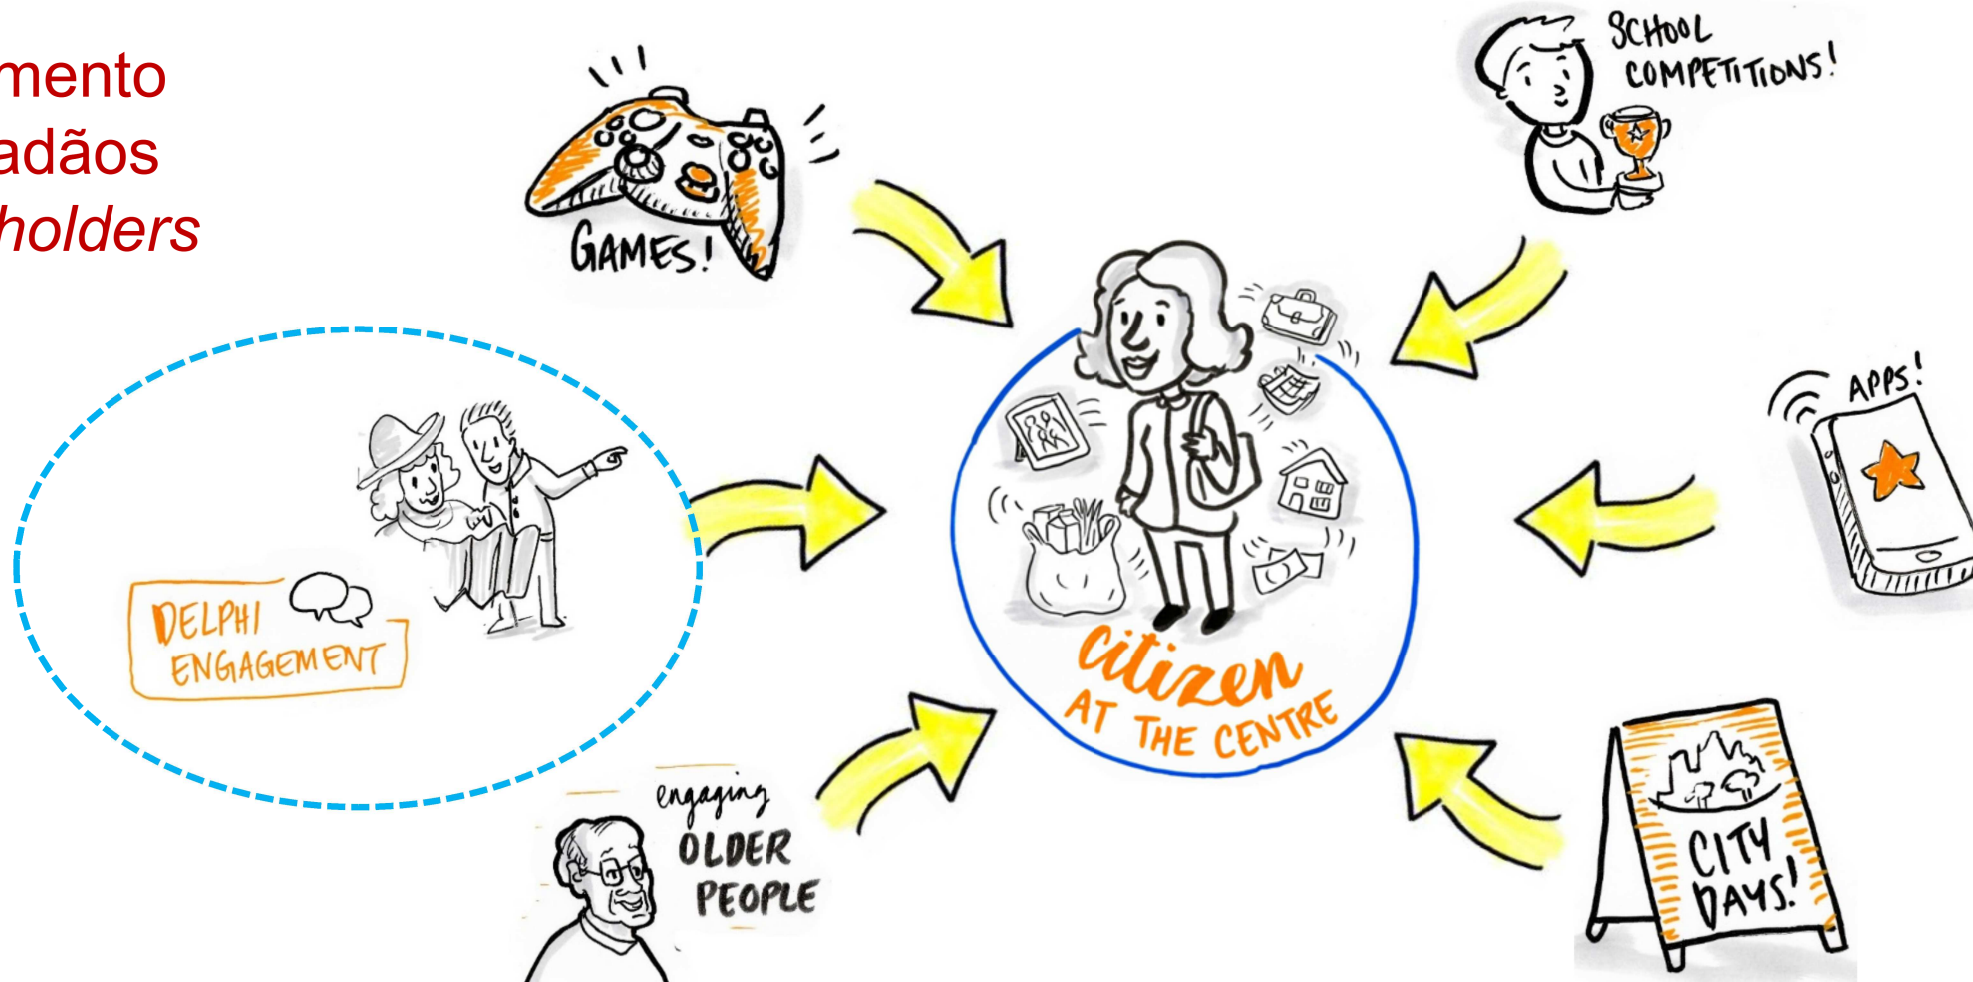 mento
adãos
holders
GAMES!
SCHOOL
COMPETITIONS!
APPS!
DELPHI
ENGAGEMENT
citizen
AT THE CENTRE
engaging
OLDER
PEOPLE
CITY
DAYS!